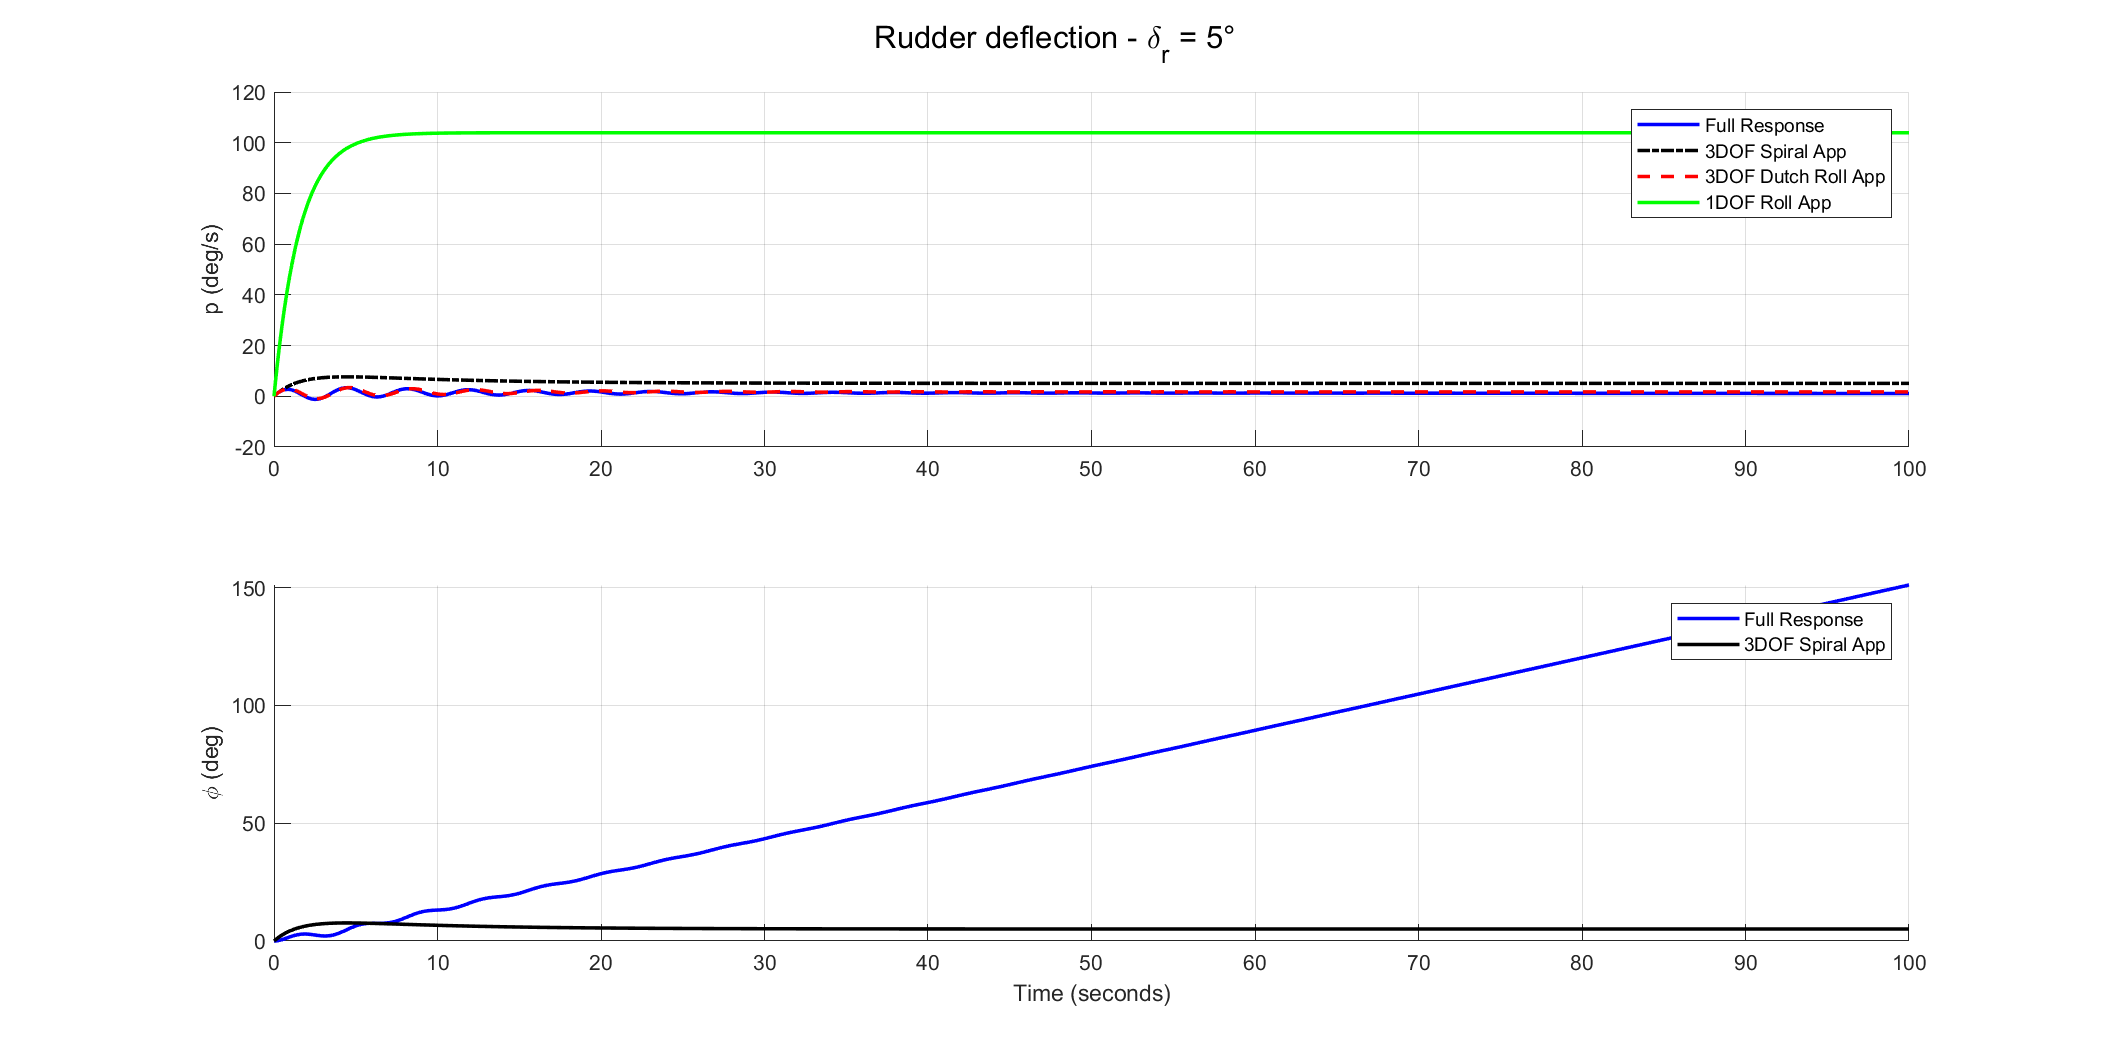 Rudder deflection - δr = 5°
120
100
80
60
40
20
0
-20
p (deg/s)
Full Response
3DOF Spiral App
3DOF Dutch Roll App
1DOF Roll App
0 10 20 30 40 50 60 70 80 90 100
150
100
50
0
ϕ (deg)
Full Response
3DOF Spiral App
0 10 20 30 40 50 60 70 80 90 100
Time (seconds)